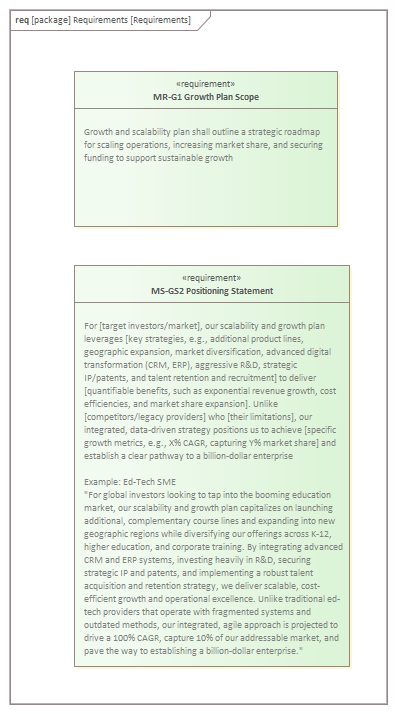 req [package] Requirements [Requirements]
«requirement»
MR-G1 Growth Plan Scope
Growth and scalability plan shall outline a strategic roadmap
for scaling operations, increasing market share, and securing
funding to support sustainable growth
«requirement»
MS-GS2 Positioning Statement
For [target investors/market], our scalability and growth plan
leverages [key strategies, e.g., additional product lines,
geographic expansion, market diversification, advanced digital
transformation (CRM, ERP), aggressive R&D, strategic
IP/patents, and talent retention and recruitment] to deliver
[quantifiable benefits, such as exponential revenue growth, cost
efficiencies, and market share expansion]. Unlike
[competitors/legacy providers] who [their limitations], our
integrated, data-driven strategy positions us to achieve [specific
growth metrics, e.g., X% CAGR, capturing Y% market share] and
establish a clear pathway to a billion-dollar enterprise
Example: Ed-Tech SME
"For global investors looking to tap into the booming education
market, our scalability and growth plan capitalizes on launching
additional, complementary course lines and expanding into new
geographic regions while diversifying our offerings across K-12,
higher education, and corporate training. By integrating advanced
CRM and ERP systems, investing heavily in R&D, securing
strategic IP and patents, and implementing a robust talent
acquisition and retention strategy, we deliver scalable, cost-
efficient growth and operational excellence. Unlike traditional ed-
tech providers that operate with fragmented systems and
outdated methods, our integrated, agile approach is projected to
drive a 100% CAGR, capture 10% of our addressable market, and
pave the way to establishing a billion-dollar enterprise."